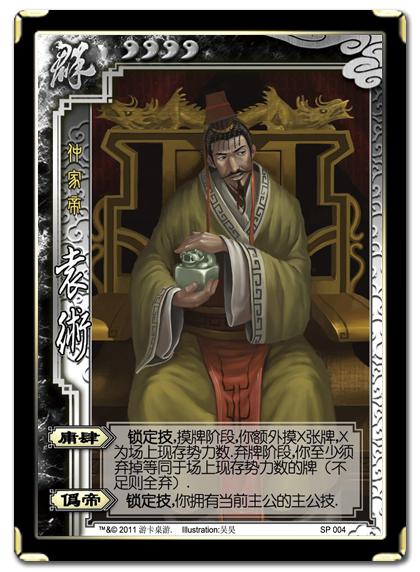 群
仲家帝
袁術
庸肆
锁定技,摸牌阶段,你额外摸X张牌,X
为场上现存势力数.弃牌阶段,你至少须
弃掉等同于场上现存势力数的牌（不
足则全弃）.
僞帝
锁定技,你拥有当前主公的主公技.
™&© 2011 游卡桌游. Illustration:吴昊
SP 004